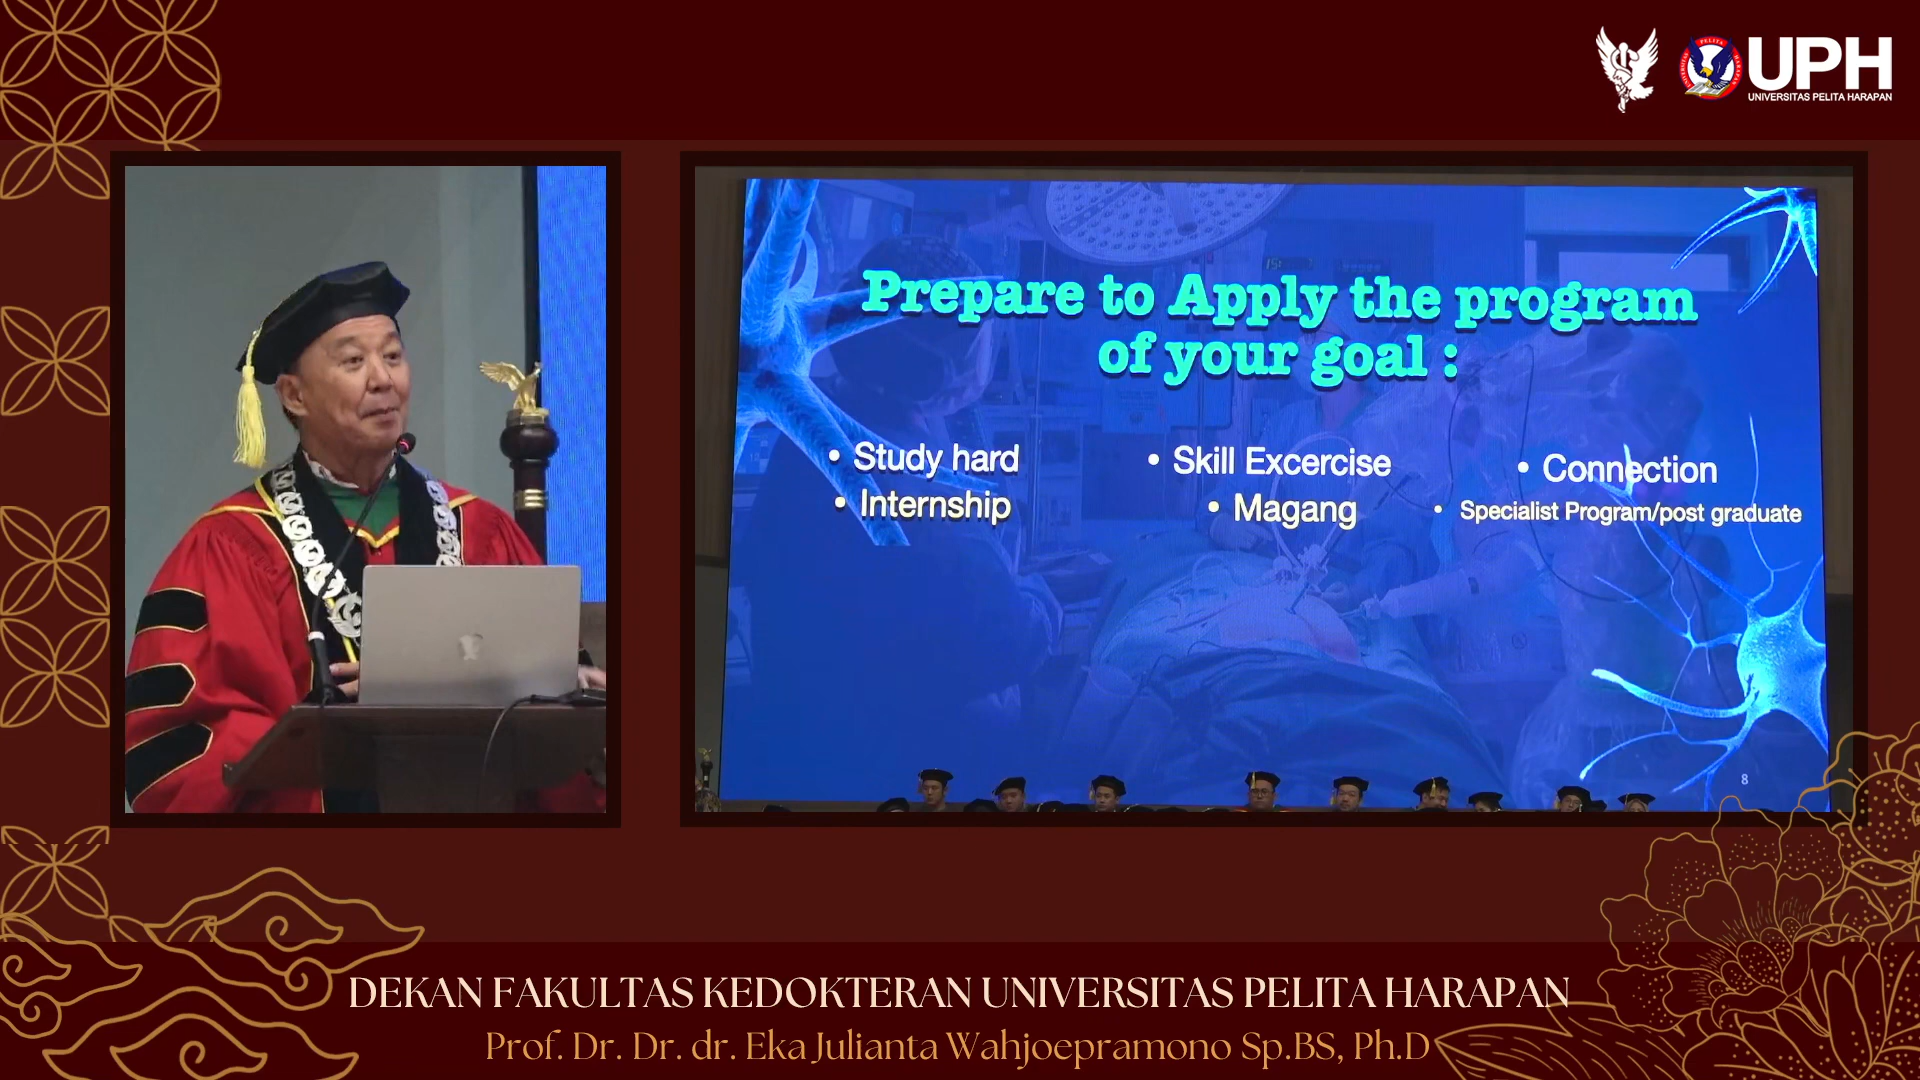 UPH
UNIVERSITAS PELITA HARAPAN
Prepare to Apply the program
of your goal :
• Study hard
• Internship
• Skill Excercise
• Magang
• Connection
• Specialist Program/post graduate
8
DEKAN FAKULTAS KEDOKTERAN UNIVERSITAS PELITA HARAPAN
Prof. Dr. Dr. dr. Eka Julianta Wahjoepramono Sp.BS, Ph.D